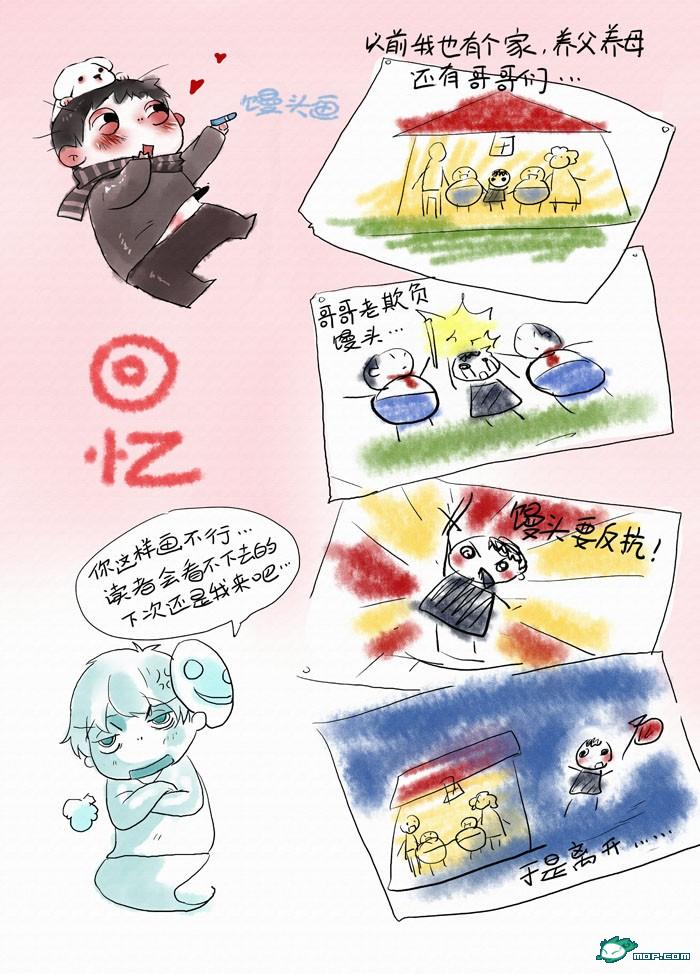 馒头画
以前我也有个家，养父养母
还有哥哥们…
哥哥老欺负
馒头…
回
忆
馒头要反抗！
你这样画不行…
读者会看不下去的
下次还是我来吧…
于是离开……
mop.com